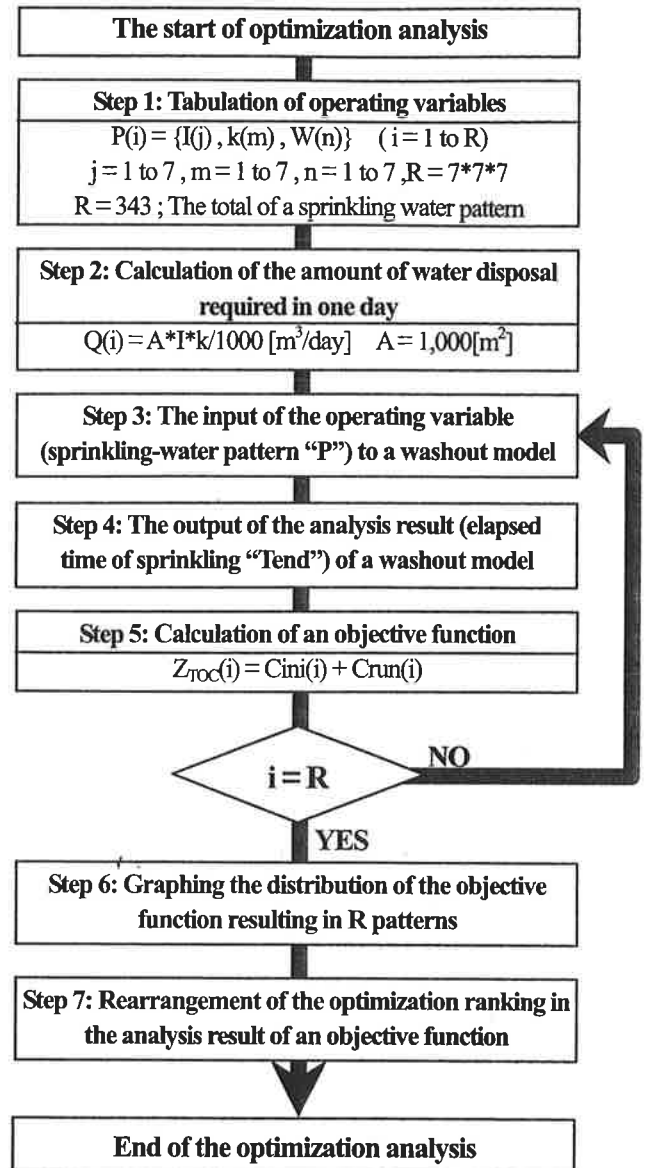 The start of optimization analysis
Step 1: Tabulation of operating variables
P(i) = {I(j) , k(m) , W(n)} ( i = 1 to R)
j = 1 to 7 , m = 1 to 7 , n = 1 to 7 ,R = 7*7*7
R = 343 ; The total of a sprinkling water pattern
Step 2: Calculation of the amount of water disposal
required in one day
Q(i) = A*I*k/1000 [m³/day] A = 1,000[m²]
Step 3: The input of the operating variable
(sprinkling-water pattern “P”) to a washout model
Step 4: The output of the analysis result (elapsed
time of sprinkling “Tend”) of a washout model
Step 5: Calculation of an objective function
Z_TOC(i) = Cini(i) + Crun(i)
i = R
NO
YES
Step 6: Graphing the distribution of the objective
function resulting in R patterns
Step 7: Rearrangement of the optimization ranking in
the analysis result of an objective function
End of the optimization analysis